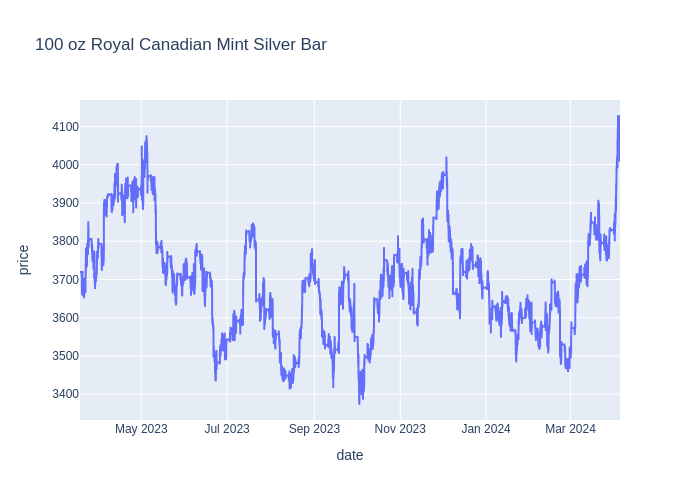 100 oz Royal Canadian Mint Silver Bar
4100
4000
3900
3800
3700
3600
3500
3400
price
May 2023 Jul 2023 Sep 2023 Nov 2023 Jan 2024 Mar 2024
date